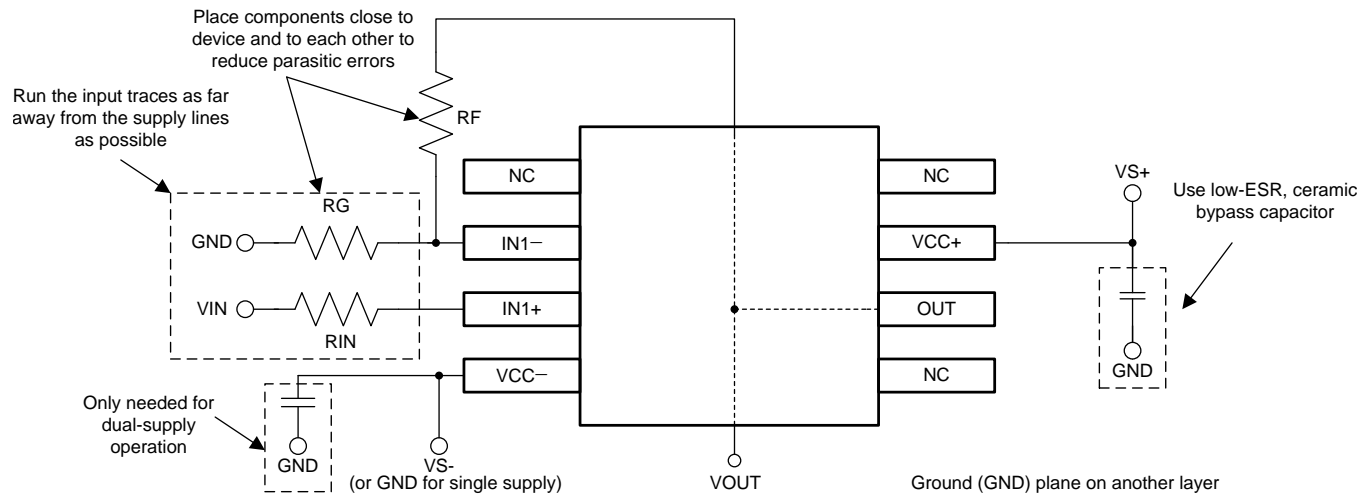 Place components close to
device and to each other to
reduce parasitic errors
Run the input traces as far
away from the supply lines
as possible
RF
NC
NC
VS+
Use low-ESR, ceramic
bypass capacitor
RG
GND
IN1−
VCC+
VIN
IN1+
OUT
RIN
VCC−
NC
GND
Only needed for
dual-supply
operation
GND
VS-
(or GND for single supply)
VOUT
Ground (GND) plane on another layer